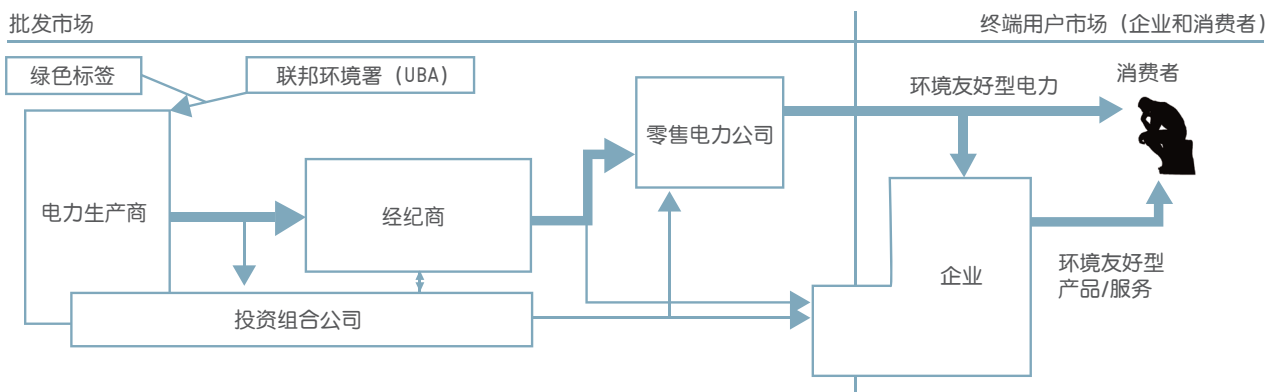 批发市场
终端用户市场（企业和消费者）
绿色标签
联邦环境署（UBA）
环境友好型电力
消费者
零售电力公司
电力生产商
经纪商
企业
环境友好型
产品/服务
投资组合公司